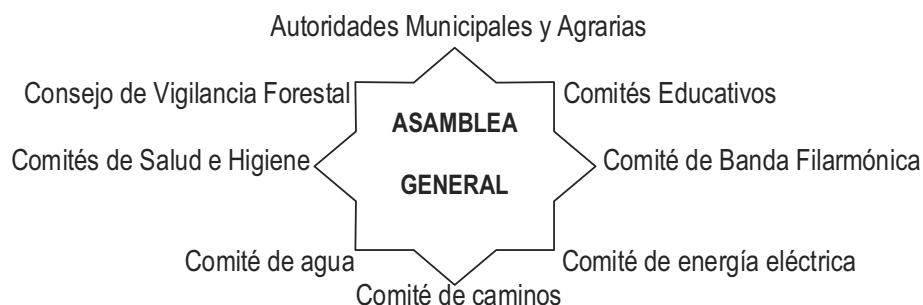 Autoridades Municipales y Agrarias
Consejo de Vigilancia Forestal
Comités Educativos
ASAMBLEA
Comités de Salud e Higiene
Comité de Banda Filarmónica
GENERAL
Comité de agua
Comité de energía eléctrica
Comité de caminos